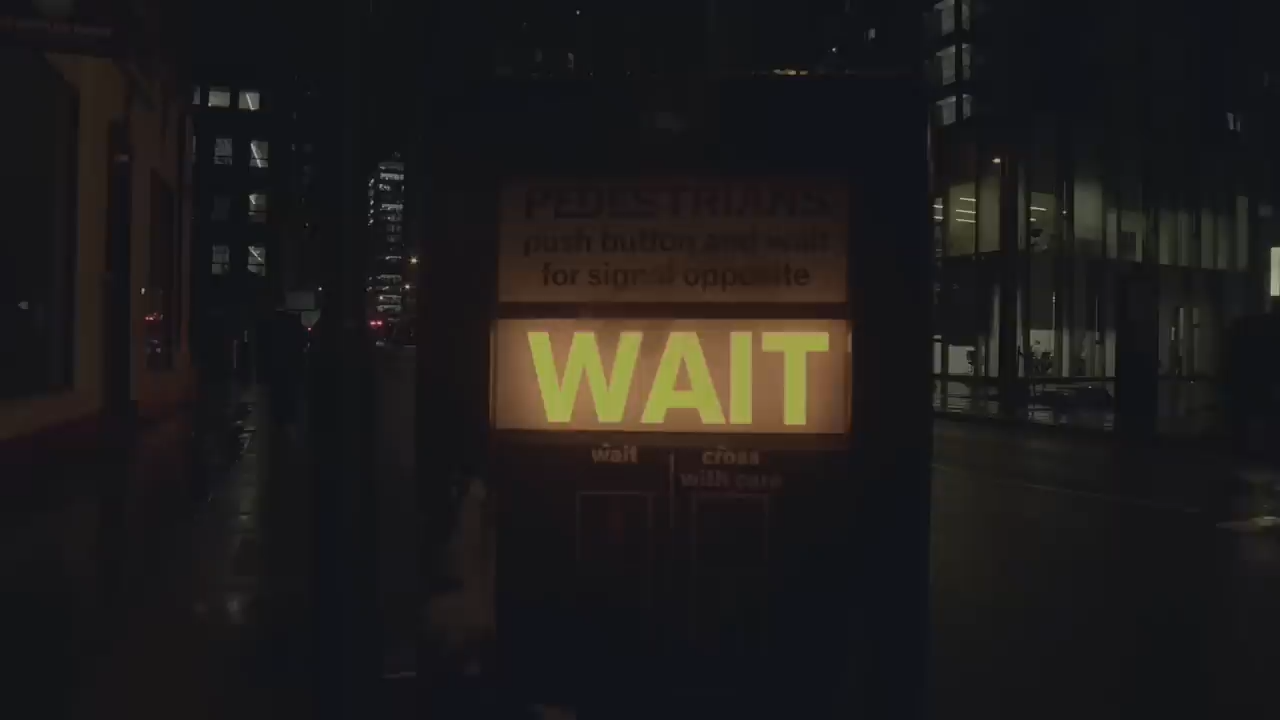 PEDESTRIANS
push button and wait
for signal opposite
WAIT
wait
cross
with care